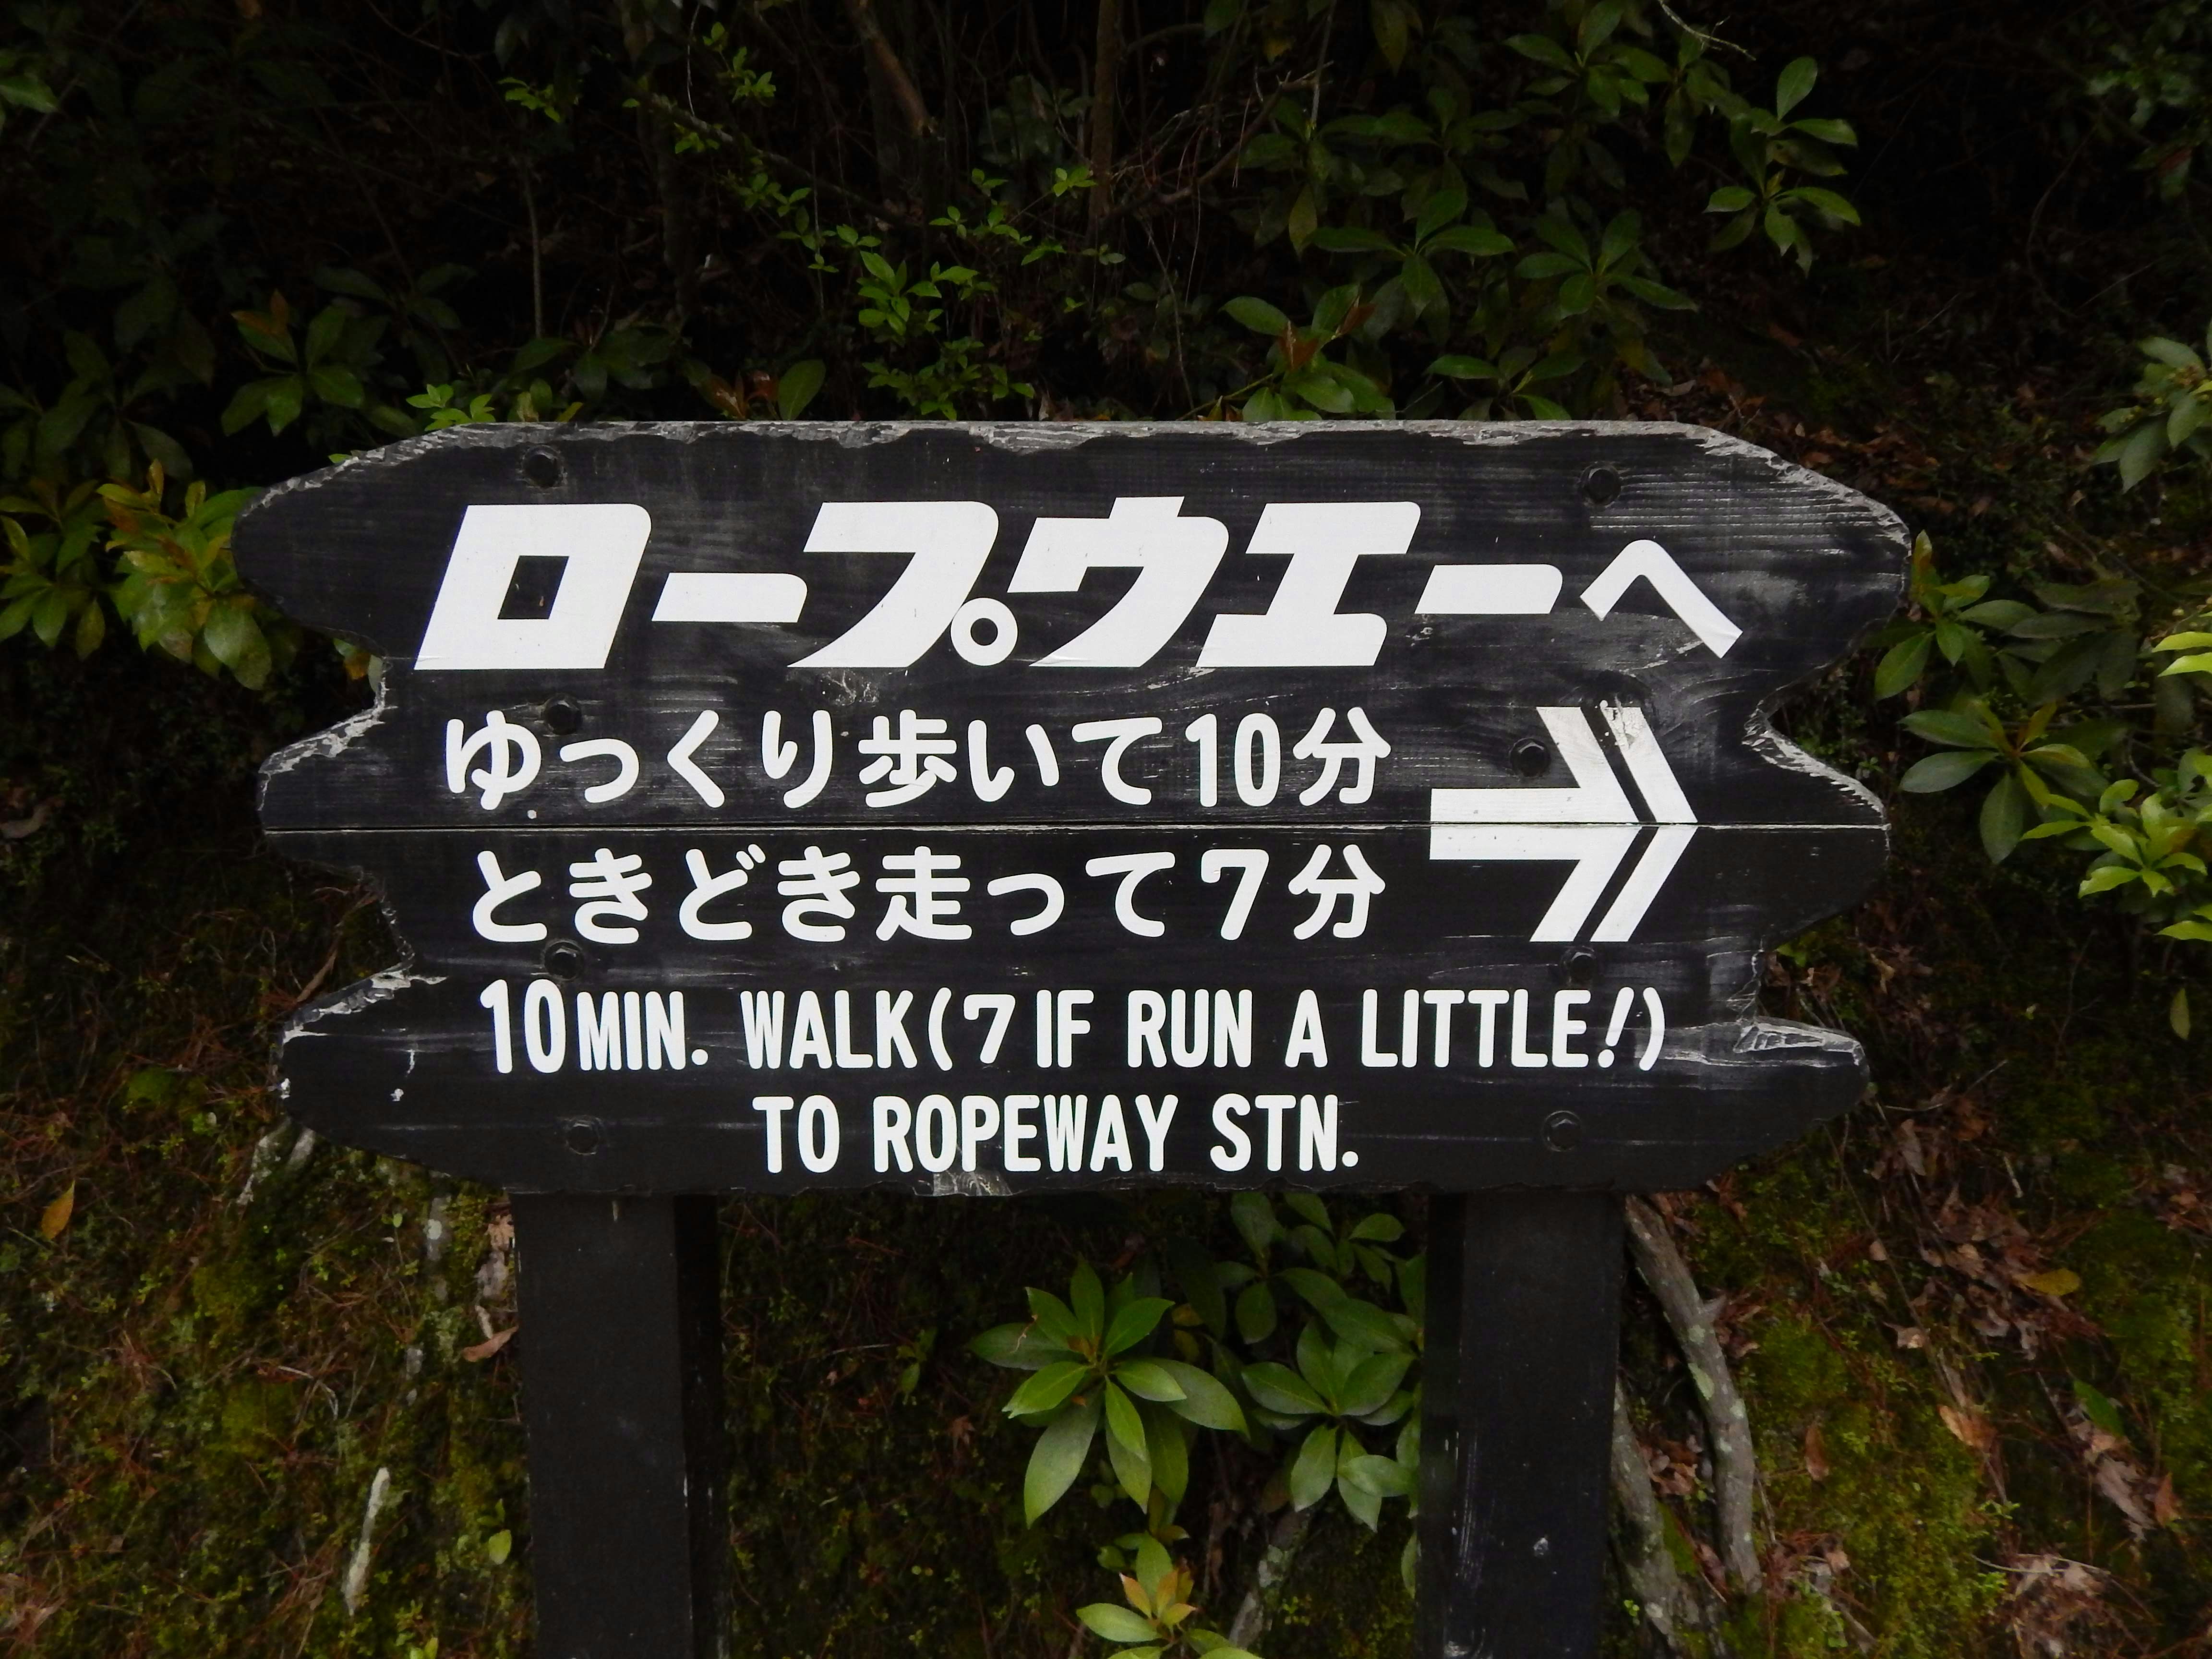 ロープウエーへ
ゆっくり歩いて10分
ときどき走って7分
10MIN. WALK(7 IF RUN A LITTLE!)
TO ROPEWAY STN.